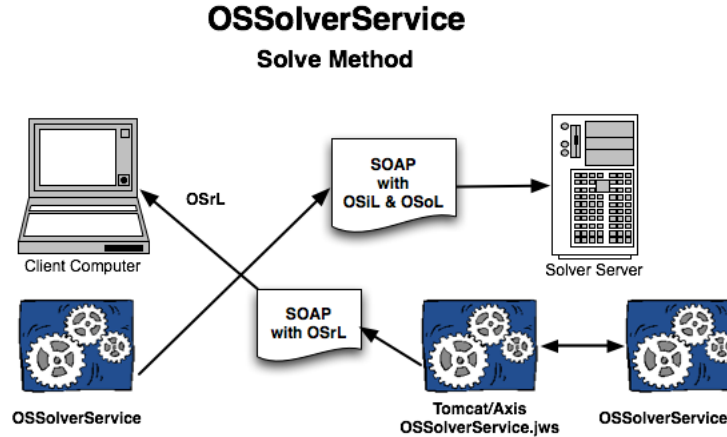 OSSolverService
Solve Method
SOAP
with
OSiL & OSoL
OSrL
Client Computer
Solver Server
SOAP
with OSrL
OSSolverService
Tomcat/Axis
OSSolverService.jws
OSSolverService